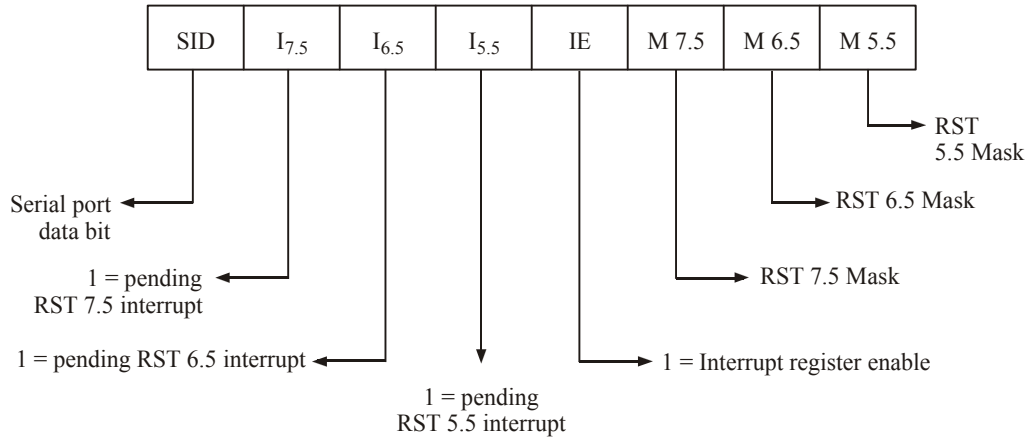 SID I7.5 I6.5 I5.5 IE M 7.5 M 6.5 M 5.5
RST
5.5 Mask
Serial port
data bit
RST 6.5 Mask
1 = pending
RST 7.5 interrupt
RST 7.5 Mask
1 = pending RST 6.5 interrupt
1 = Interrupt register enable
1 = pending
RST 5.5 interrupt